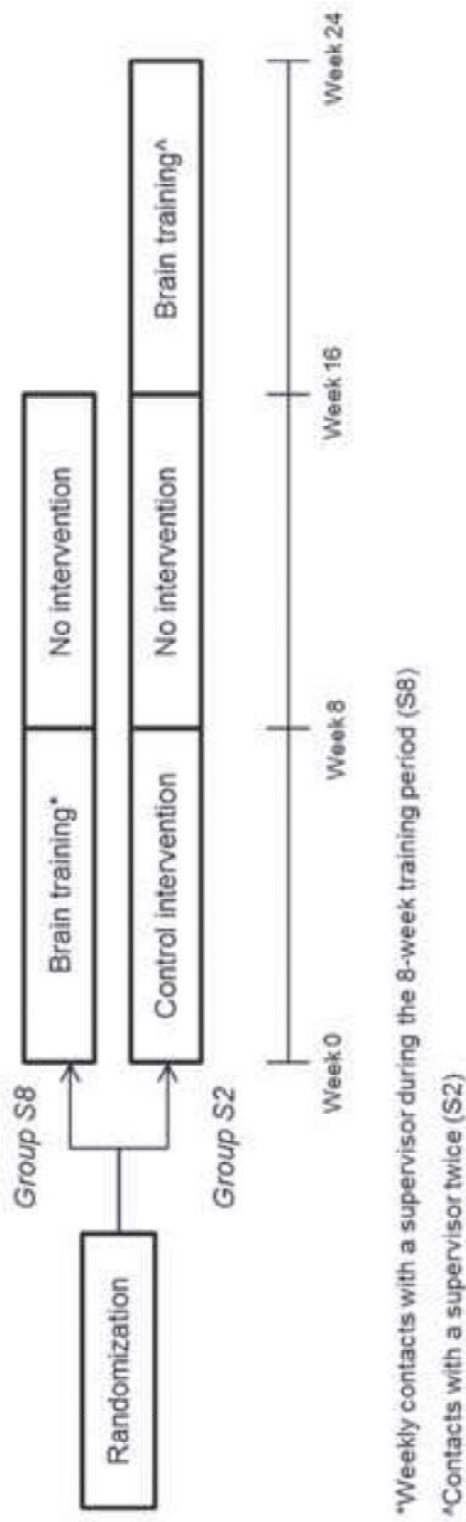 Randomization
Group S8
Brain training*
No intervention
Group S2
Control intervention
No intervention
Brain training^
Week 0
Week 8
Week 16
Week 24
*Weekly contacts with a supervisor during the 8-week training period (S8)
^Contacts with a supervisor twice (S2)